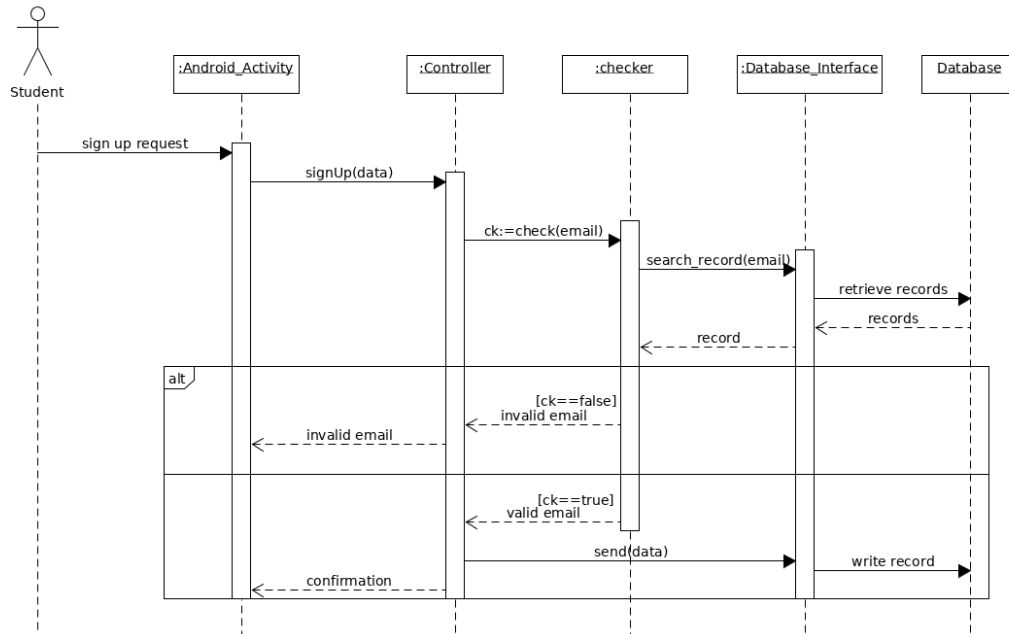 Student
:Android_Activity
:Controller
:checker
:Database_Interface
Database
sign up request
signUp(data)
ck:=check(email)
search_record(email)
retrieve records
records
record
alt
[ck==false]
invalid email
invalid email
[ck==true]
valid email
send(data)
write record
confirmation